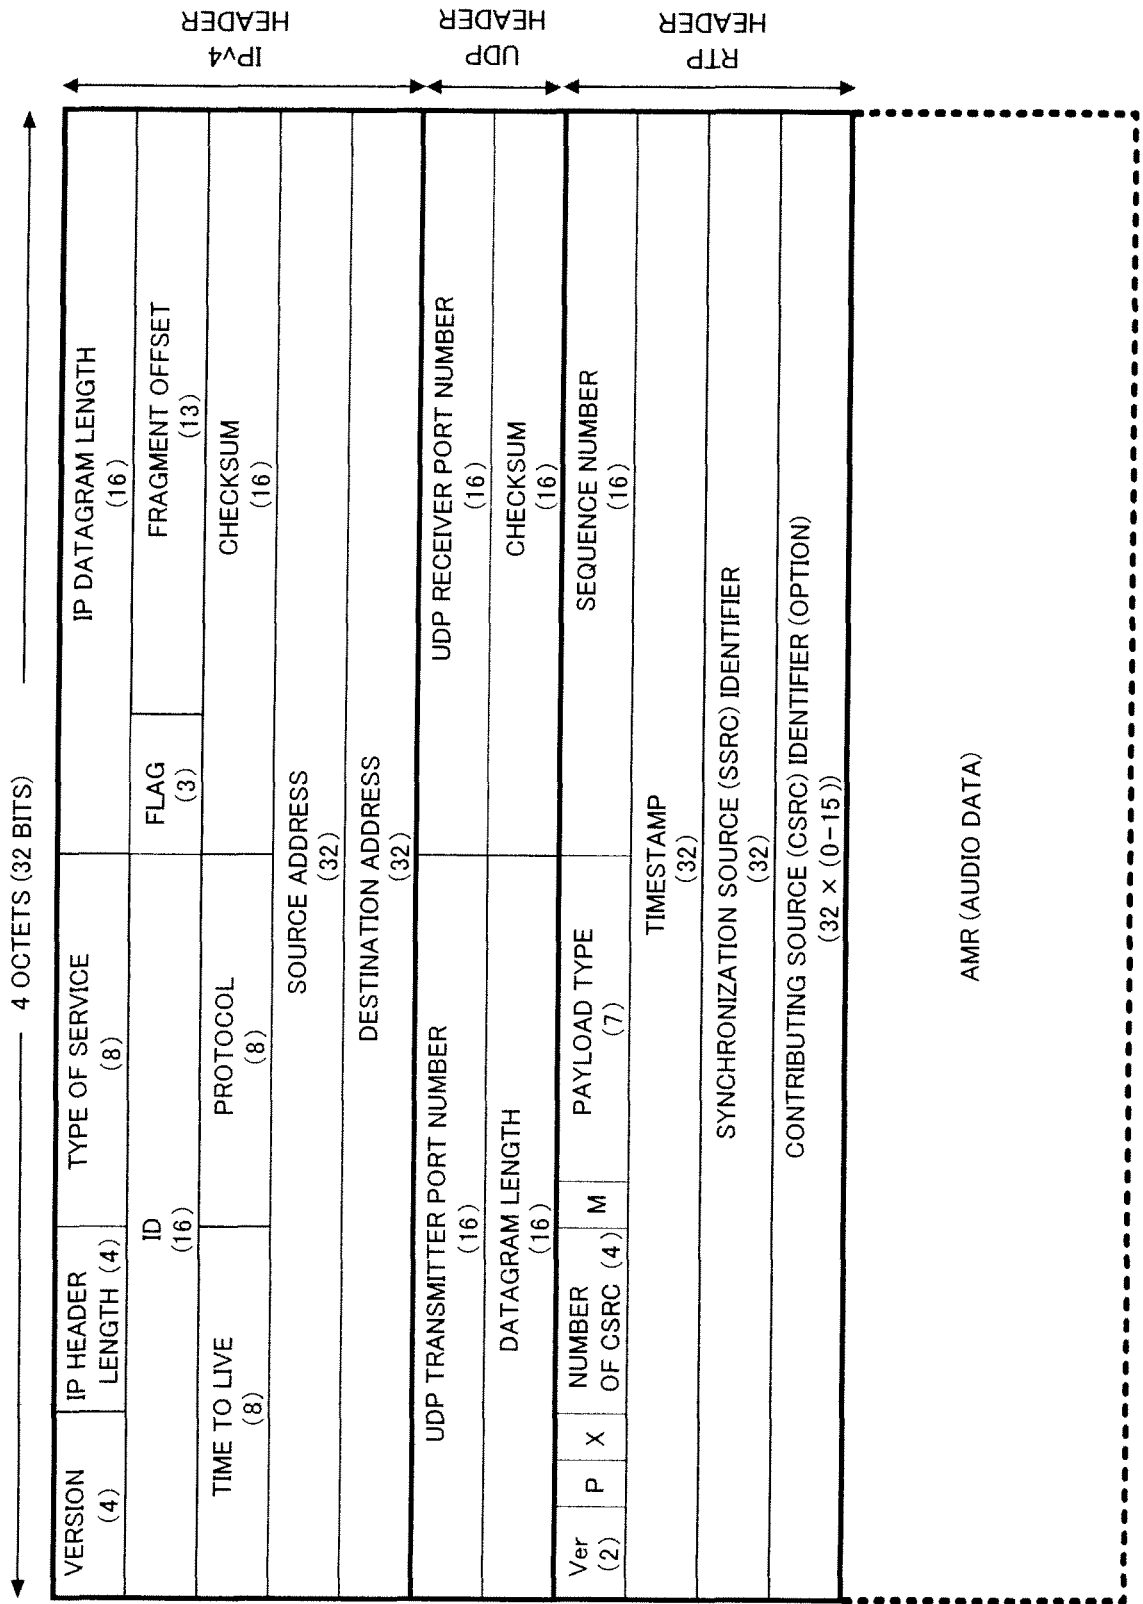 4 OCTETS (32 BITS)
VERSION
(4)
IP HEADER
LENGTH (4)
TYPE OF SERVICE
(8)
IP DATAGRAM LENGTH
(16)
ID
(16)
FLAG
(3)
FRAGMENT OFFSET
(13)
TIME TO LIVE
(8)
PROTOCOL
(8)
CHECKSUM
(16)
SOURCE ADDRESS
(32)
DESTINATION ADDRESS
(32)
IPv4
HEADER
UDP TRANSMITTER PORT NUMBER
(16)
UDP RECEIVER PORT NUMBER
(16)
DATAGRAM LENGTH
(16)
CHECKSUM
(16)
UDP
HEADER
Ver
(2)
P
X
NUMBER
OF CSRC (4)
M
PAYLOAD TYPE
(7)
SEQUENCE NUMBER
(16)
TIMESTAMP
(32)
SYNCHRONIZATION SOURCE (SSRC) IDENTIFIER
(32)
CONTRIBUTING SOURCE (CSRC) IDENTIFIER (OPTION)
(32 × (0-15))
RTP
HEADER
AMR (AUDIO DATA)